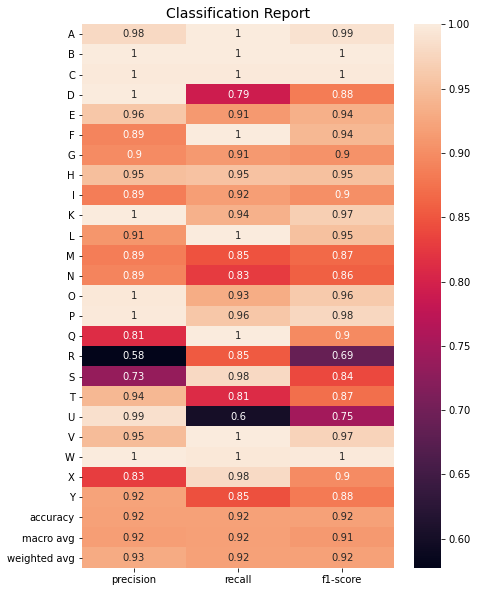 Classification Report
A 0.98 1 0.99
B 1 1 1
C 1 1 1
D 1 0.79 0.88
E 0.96 0.91 0.94
F 0.89 1 0.94
G 0.9 0.91 0.9
H 0.95 0.95 0.95
I 0.89 0.92 0.9
K 1 0.94 0.97
L 0.91 1 0.95
M 0.89 0.85 0.87
N 0.89 0.83 0.86
O 1 0.93 0.96
P 1 0.96 0.98
Q 0.81 1 0.9
R 0.58 0.85 0.69
S 0.73 0.98 0.84
T 0.94 0.81 0.87
U 0.99 0.6 0.75
V 0.95 1 0.97
W 1 1 1
X 0.83 0.98 0.9
Y 0.92 0.85 0.88
accuracy 0.92 0.92 0.92
macro avg 0.92 0.92 0.91
weighted avg 0.93 0.92 0.92
precision recall f1-score
1.00
0.95
0.90
0.85
0.80
0.75
0.70
0.65
0.60